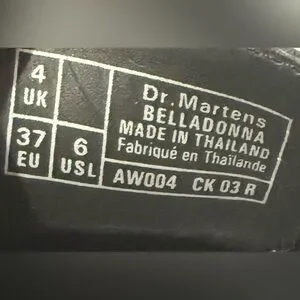 4
UK
37
EU
6
USL
Dr. Martens
BELLADONNA
MADE IN THAILAND
Fabriqué en Thaïlande
AW004 CK 03 R